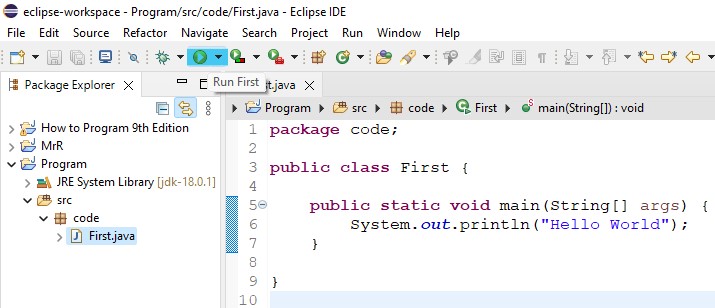 eclipse-workspace - Program/src/code/First.java - Eclipse IDE
File Edit Source Refactor Navigate Search Project Run Window Help
Run First
Package Explorer
Program src code First main(String[]) : void
How to Program 9th Edition
MrR
Program
JRE System Library [jdk-18.0.1]
src
code
First.java
1 package code;
2
3 public class First {
4
5 public static void main(String[] args) {
6 System.out.println("Hello World");
7 }
8
9 }
10